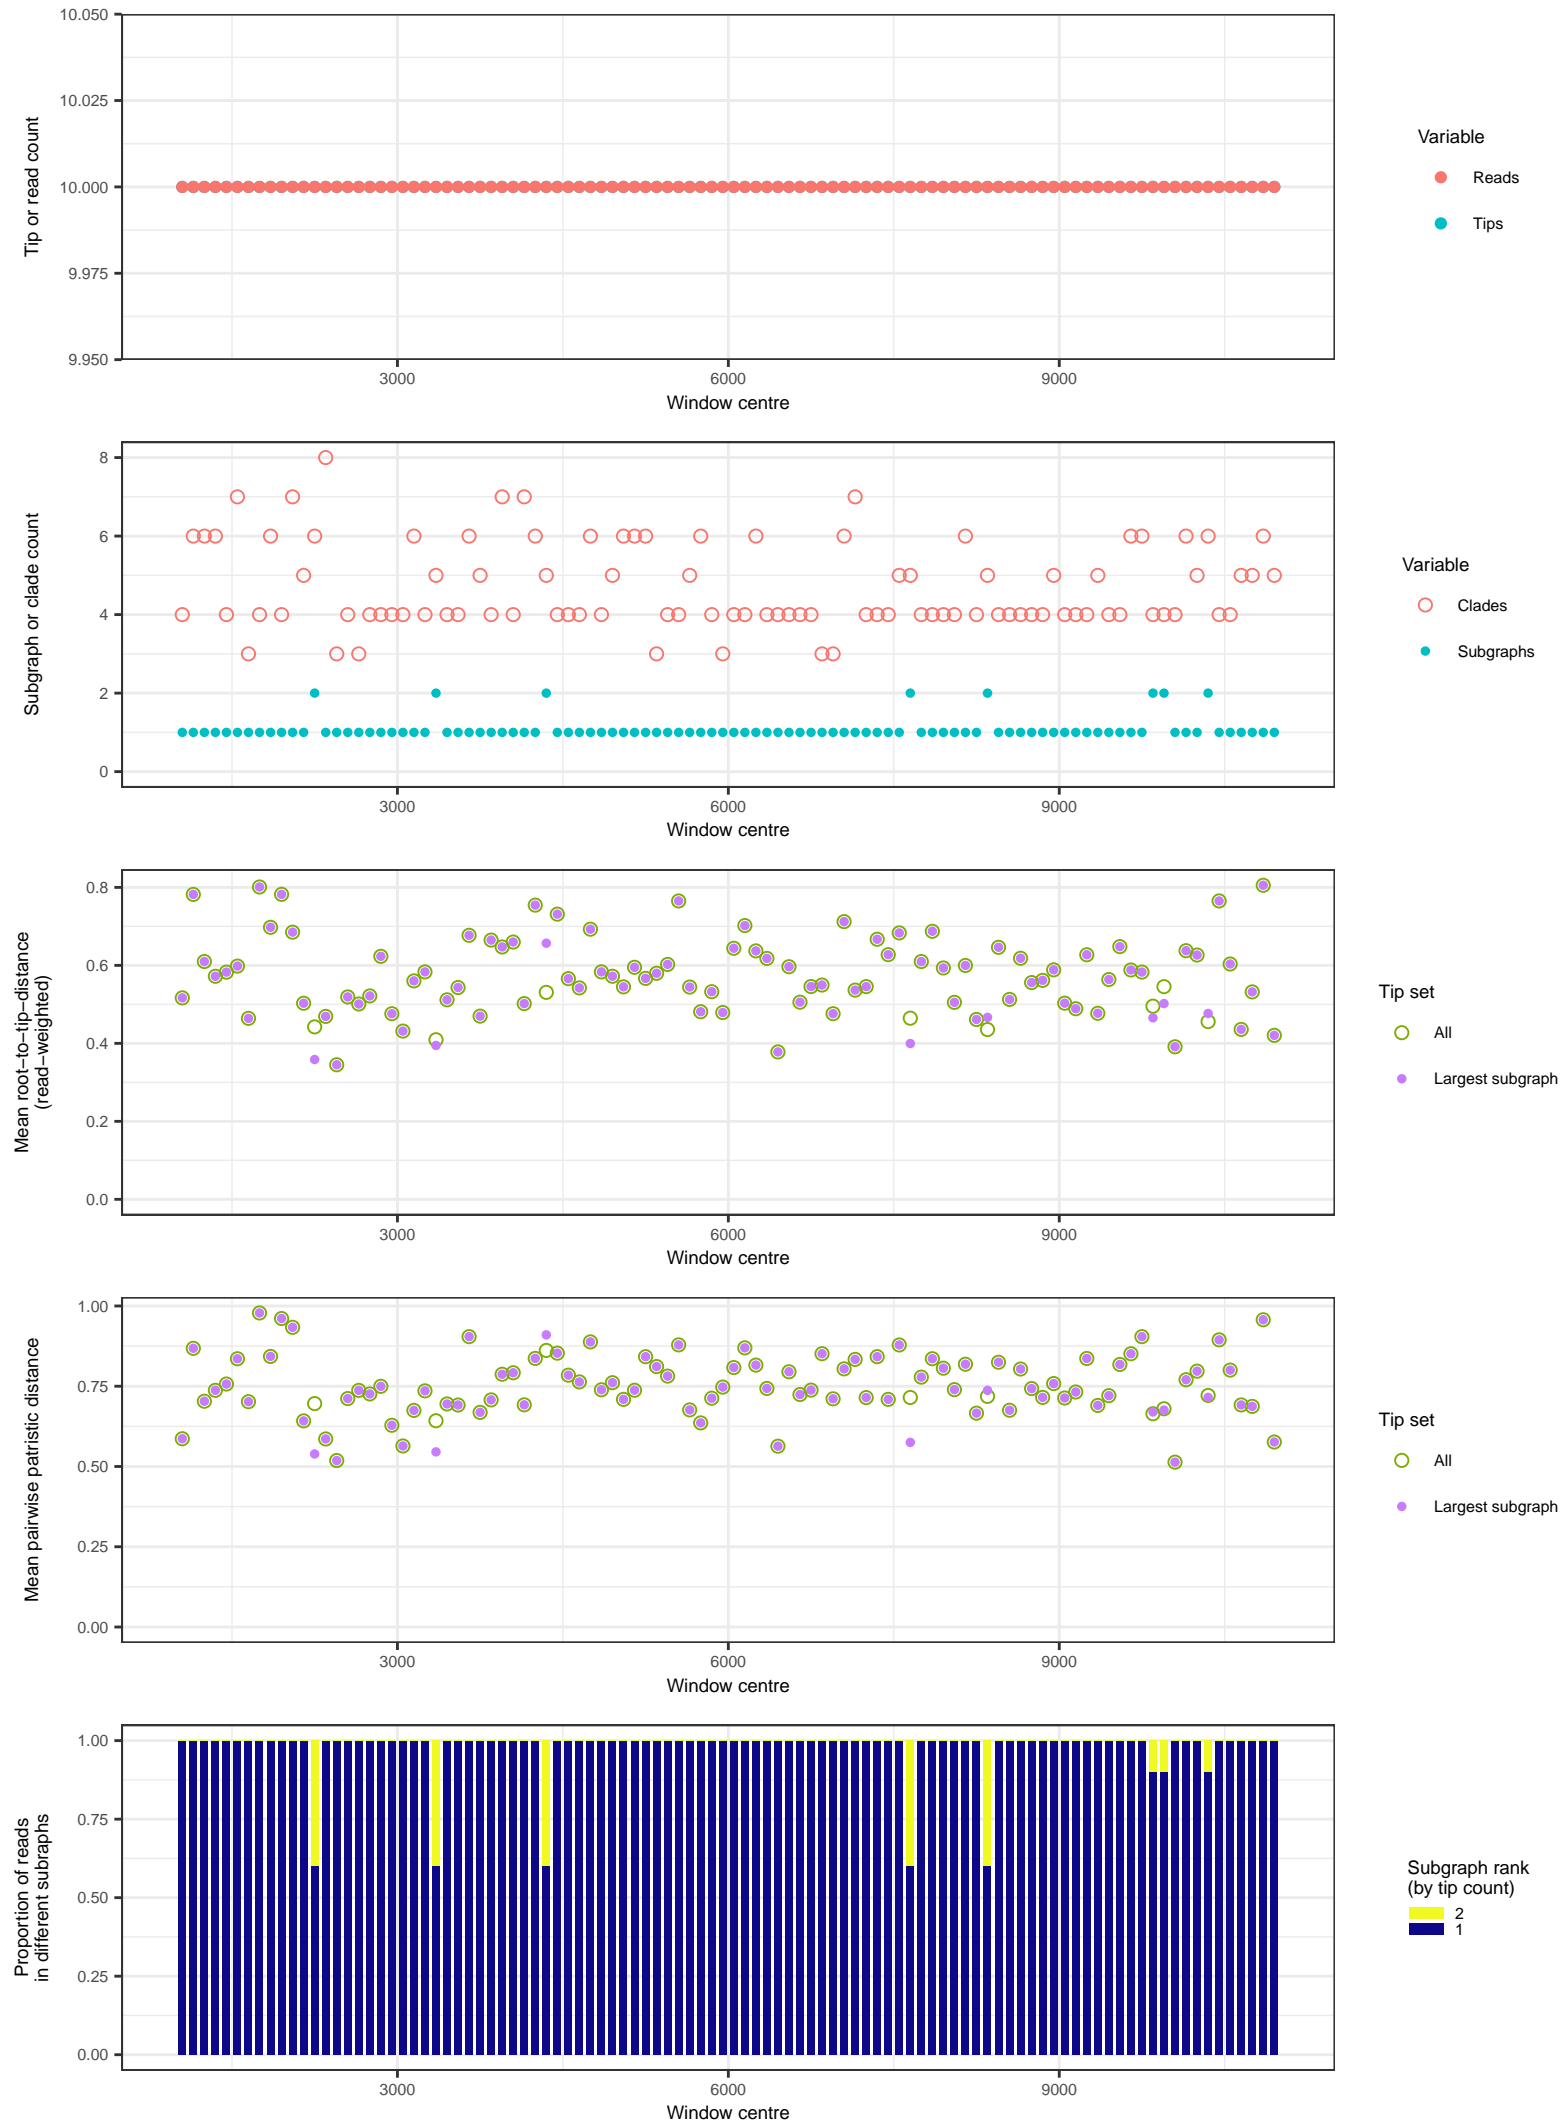 10.050
10.025
10.000
9.975
9.950
Tip or read count
3000 6000 9000
Window centre
Variable
Reads
Tips
8
6
4
2
0
Subgraph or clade count
3000 6000 9000
Window centre
Variable
Clades
Subgraphs
0.8
0.6
0.4
0.2
0.0
Mean root−to−tip−distance
(read−weighted)
3000 6000 9000
Window centre
Tip set
All
Largest subgraph
1.00
0.75
0.50
0.25
0.00
Mean pairwise patristic distance
3000 6000 9000
Window centre
Tip set
All
Largest subgraph
1.00
0.75
0.50
0.25
0.00
Proportion of reads
in different subraphs
3000 6000 9000
Window centre
Subgraph rank
(by tip count)
2
1